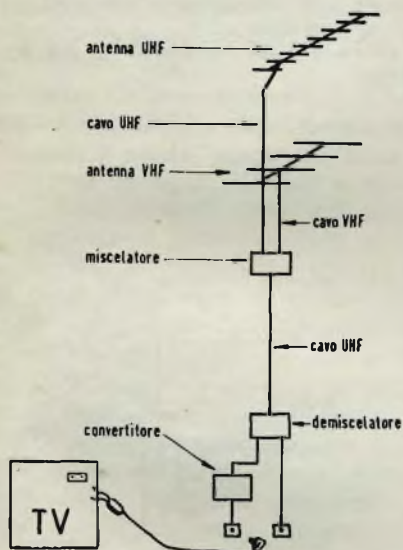 antenna UHF
cavo UHF
antenna VHF
cavo VHF
miscelatore
cavo UHF
demiscelatore
convertitore
TV